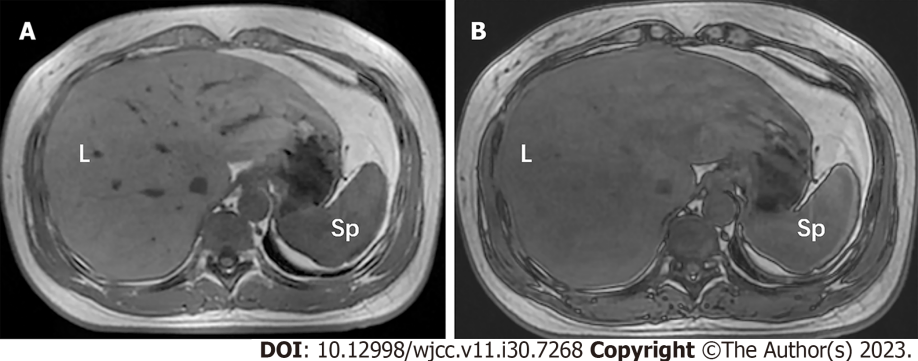 A
B
L
Sp
L
Sp
DOI: 10.12998/wjcc.v11.i30.7268 Copyright ©The Author(s) 2023.